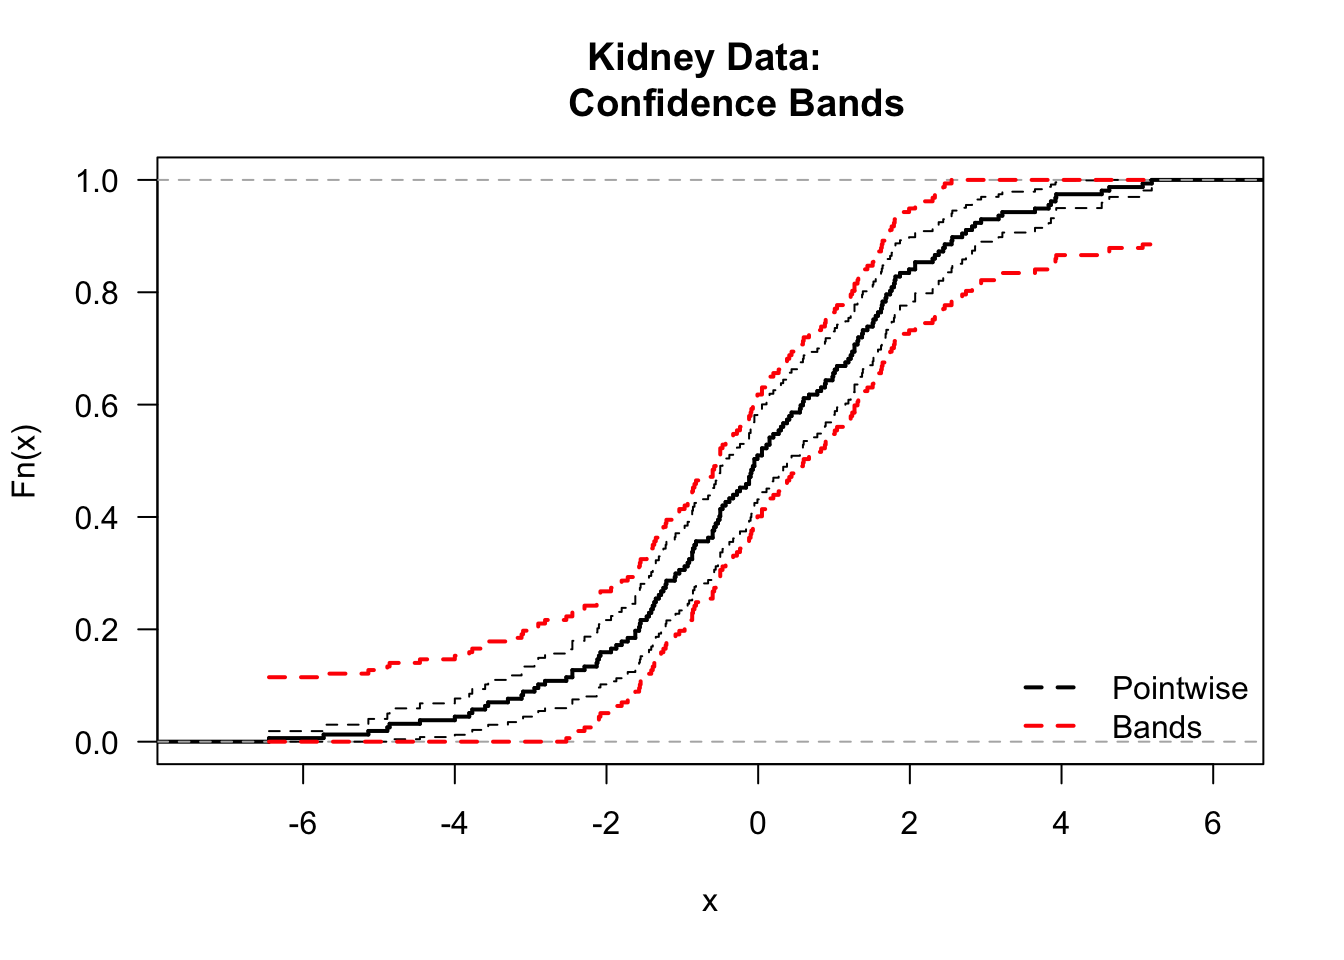 Kidney Data:
Confidence Bands
1.0
0.8
0.6
0.4
0.2
0.0
Fn(x)
Pointwise
Bands
-6 -4 -2 0 2 4 6
x